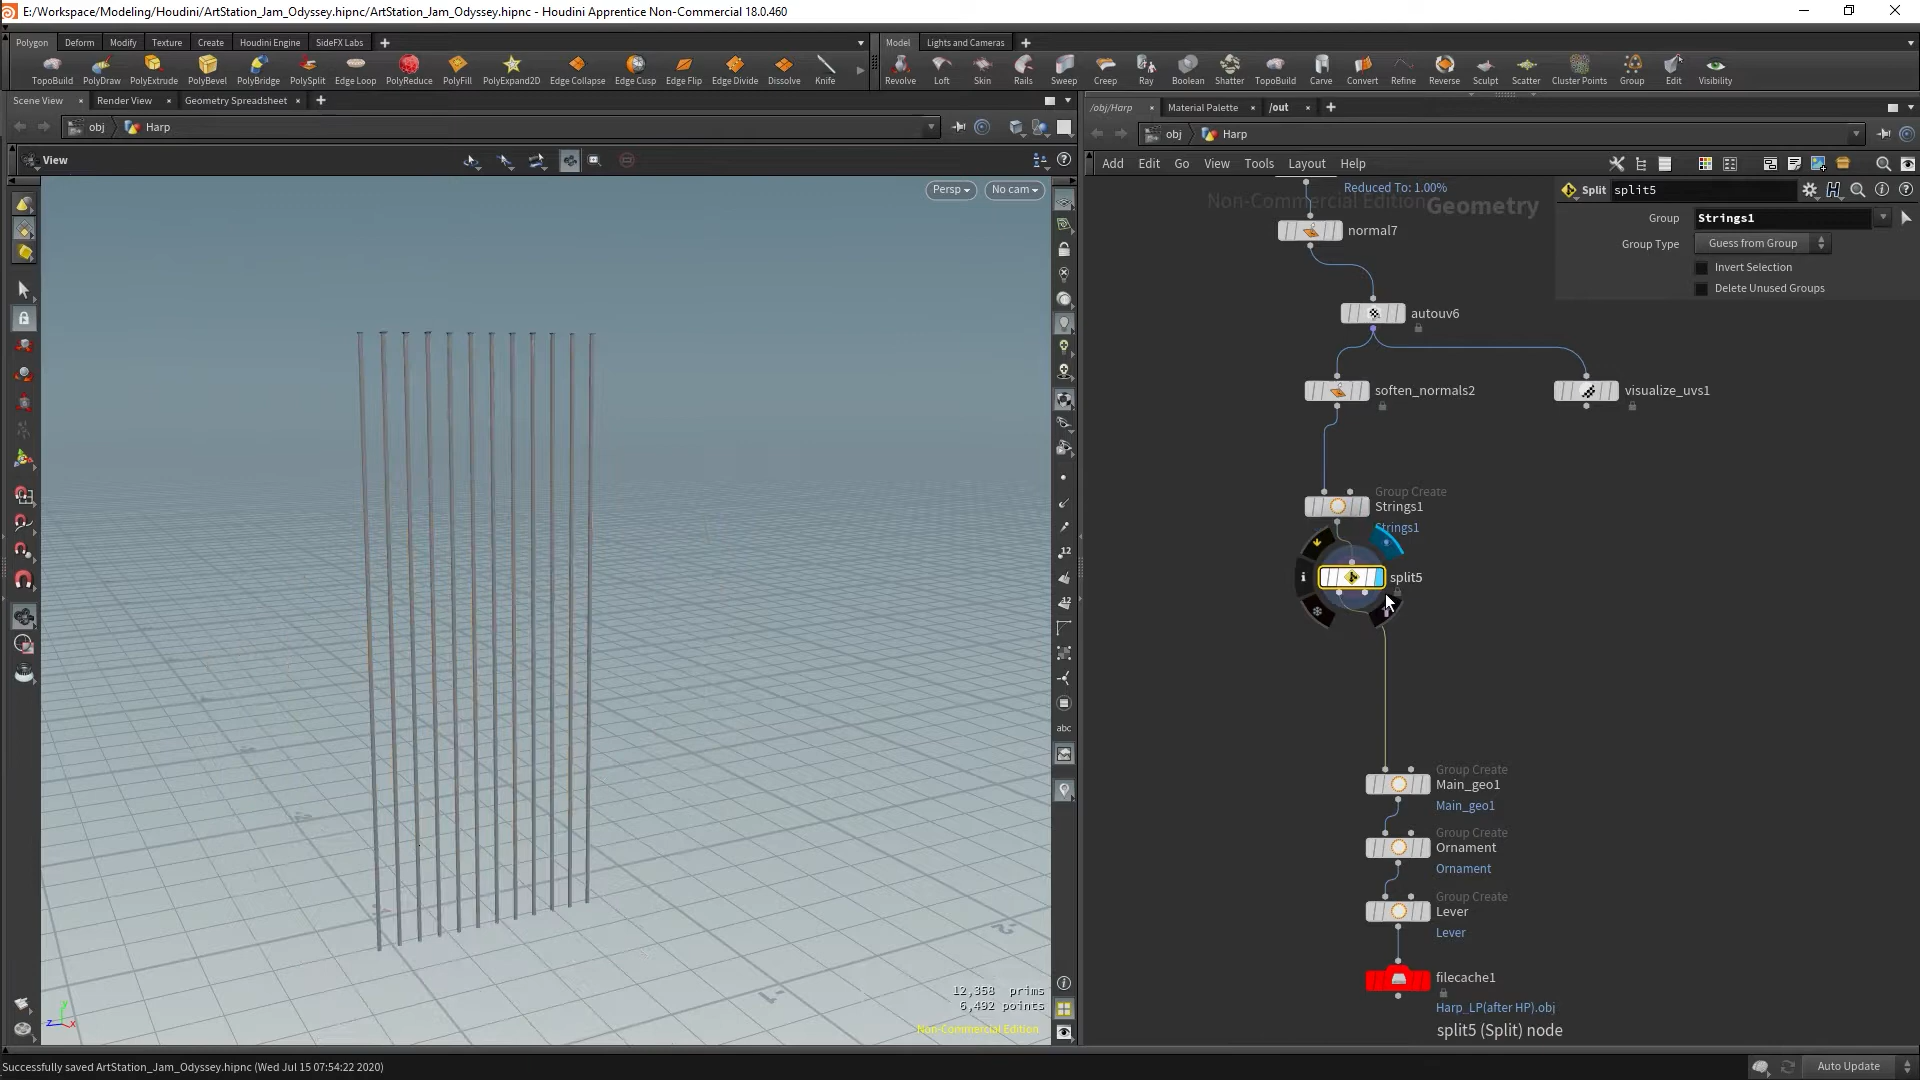 E:/Workspace/Modeling/Houdini/ArtStation_Jam_Odyssey.hipnc/ArtStation_Jam_Odyssey.hipnc - Houdini Apprentice Non-Commercial 18.0.460
Polygon Deform Modify Texture Create Houdini Engine SideFX Labs
Model Lights and Cameras
TopoBuild PolyDraw PolyExtrude PolyBevel PolyBridge PolySplit Edge Loop PolyReduce PolyFill PolyExpand2D Edge Collapse Edge Cusp Edge Flip Edge Divide Dissolve Knife
Revolve Loft Skin Rails Sweep Creep Ray Boolean Shatter TopoBuild Carve Convert Refine Reverse Sculpt Scatter Cluster Points Group Edit Visibility
Scene View Render View Geometry Spreadsheet
/obj/Harp Material Palette /out
obj Harp
obj Harp
View
Add Edit Go View Tools Layout Help
Persp No cam
Reduced To: 1.00%
Non-Commercial Edition
Geometry
Split split5
Group Strings1
Group Type Guess from Group
Invert Selection
Delete Unused Groups
normal7
autouv6
soften_normals2
visualize_uvs1
Group Create
Strings1
Strings1
split5
Group Create
Main_geo1
Main_geo1
Group Create
Ornament
Ornament
Group Create
Lever
Lever
filecache1
Harp_LP(after HP).obj
split5 (Split) node
12
12
abc
12,358 prims
6,492 points
Non-Commercial Edition
y
z x
Successfully saved ArtStation_Jam_Odyssey.hipnc (Wed Jul 15 07:54:22 2020)
Auto Update